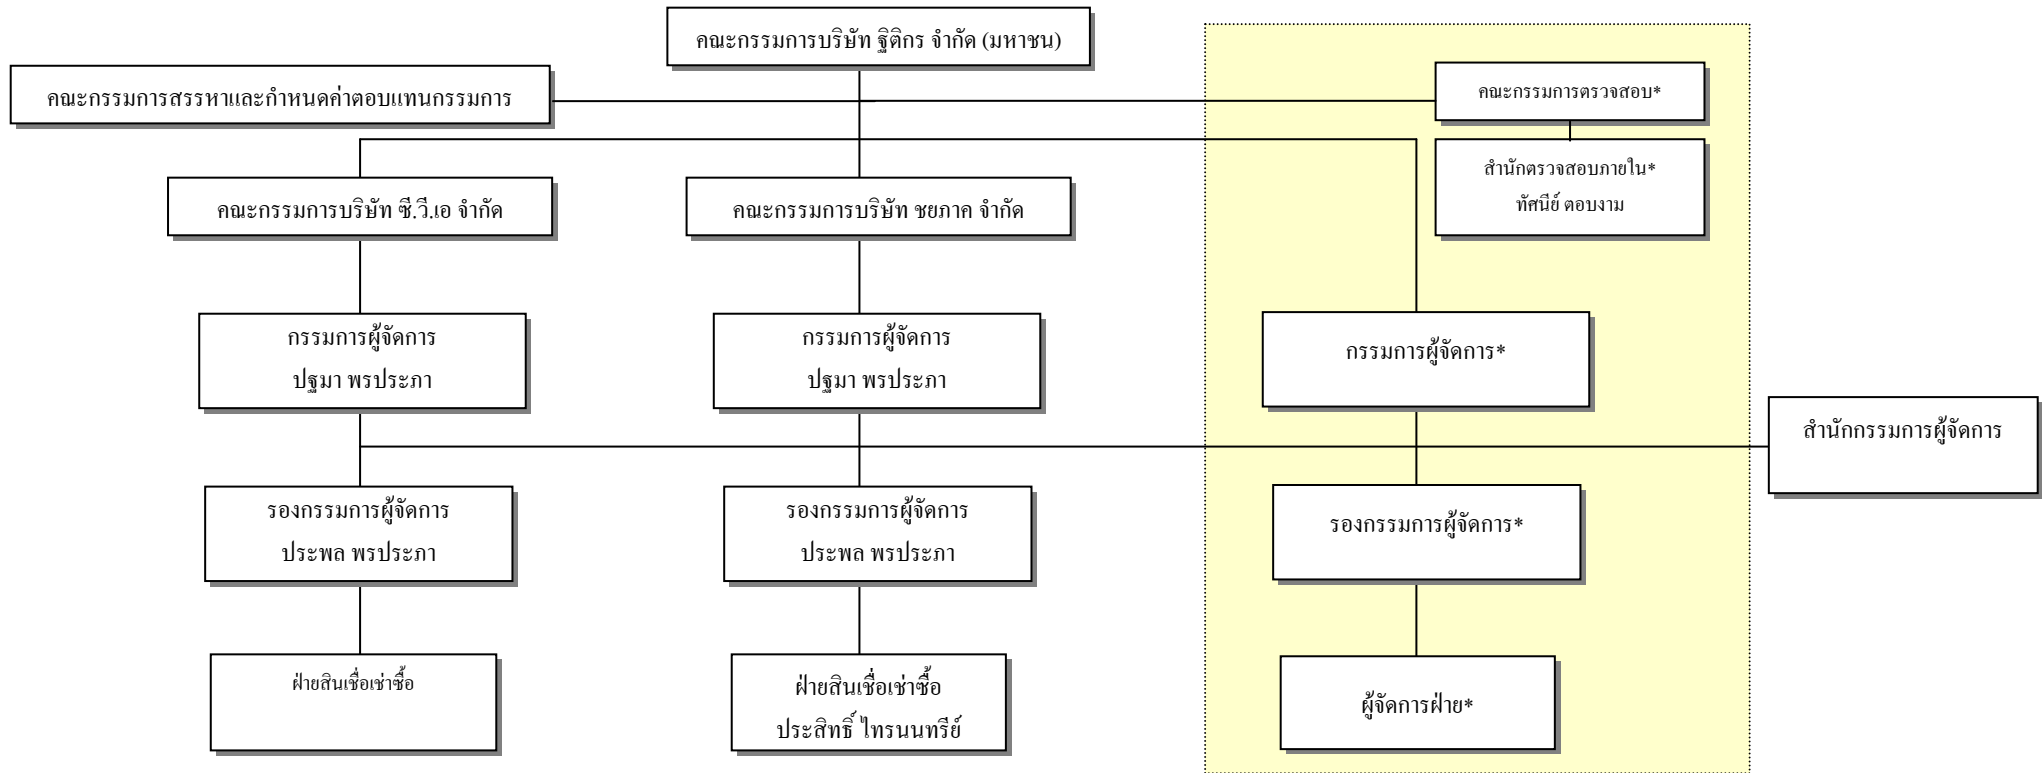 คณะกรรมการบริษัท ฐิติกร จำกัด (มหาชน)
คณะกรรมการสรรหาและกำหนดค่าตอบแทนกรรมการ
คณะกรรมการตรวจสอบ*
สำนักตรวจสอบภายใน*
ทัศนีย์ ตอบงาม
คณะกรรมการบริษัท ซี.วี.เอ จำกัด
คณะกรรมการบริษัท ชยภาค จำกัด
กรรมการผู้จัดการ
ปฐมา พรประภา
กรรมการผู้จัดการ
ปฐมา พรประภา
กรรมการผู้จัดการ*
สำนักกรรมการผู้จัดการ
รองกรรมการผู้จัดการ
ประพล พรประภา
รองกรรมการผู้จัดการ
ประพล พรประภา
รองกรรมการผู้จัดการ*
ฝ่ายสินเชื่อเช่าซื้อ
ฝ่ายสินเชื่อเช่าซื้อ
ประสิทธิ์ ไทรนนทรีย์
ผู้จัดการฝ่าย*